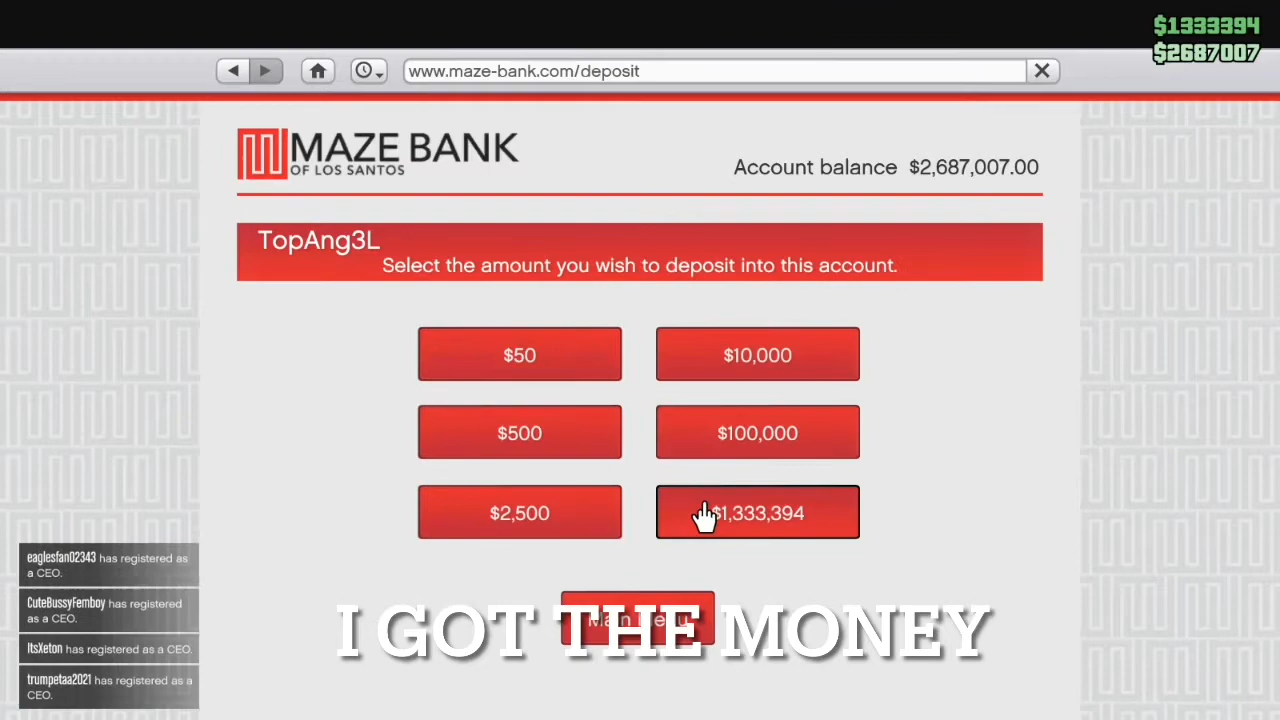 $1333394
$2687007
www.maze-bank.com/deposit
MAZE BANK
OF LOS SANTOS
Account balance $2,687,007.00
TopAng3L
Select the amount you wish to deposit into this account.
$50
$10,000
$500
$100,000
$2,500
$1,333,394
Main Menu
eaglesfan02343 has registered as
a CEO.
CuteBussyFemboy has registered
as a CEO.
ItsXeton has registered as a CEO.
trumpetaa2021 has registered as a
CEO.
I GOT THE MONEY